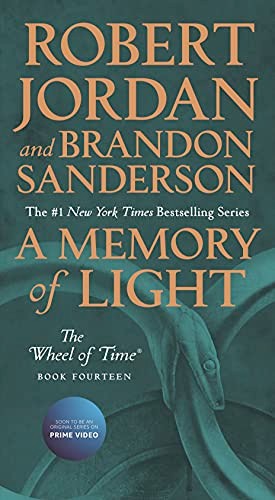 ROBERT
JORDAN
and BRANDON
SANDERSON
The #1 New York Times Bestselling Series
A MEMORY
of LIGHT
The
Wheel of Time®
BOOK FOURTEEN
SOON TO BE AN
ORIGINAL SERIES ON
PRIME VIDEO